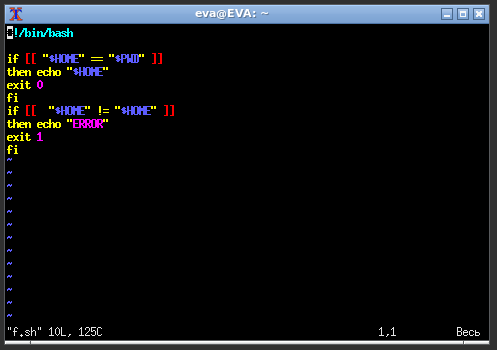 eva@EVA: ~
#!/bin/bash
if [[ "$HOME" == "$PWD" ]]
then echo "$HOME"
exit 0
fi
if [[  "$HOME" != "$HOME" ]]
then echo "ERROR"
exit 1
fi
~
~
~
~
~
~
~
~
~
~
~
~
~
"f.sh" 10L, 125C 1,1 Весь